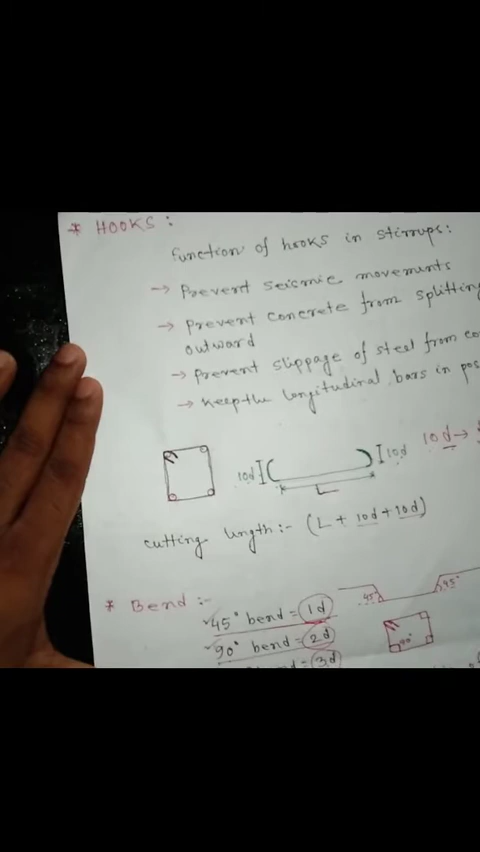 * HOOKS :
Function of hooks in stirrups:
→ Prevent seismic movements
→ Prevent concrete from splitting
outward
→ Prevent slippage of steel from
→ Keep the longitudinal bars in
10d L 10d 10d →
cutting length :- (L + 10d + 10d)
* Bend :-
45° bend = 1d
45° 45°
90° bend = 2d
90°
= 3d